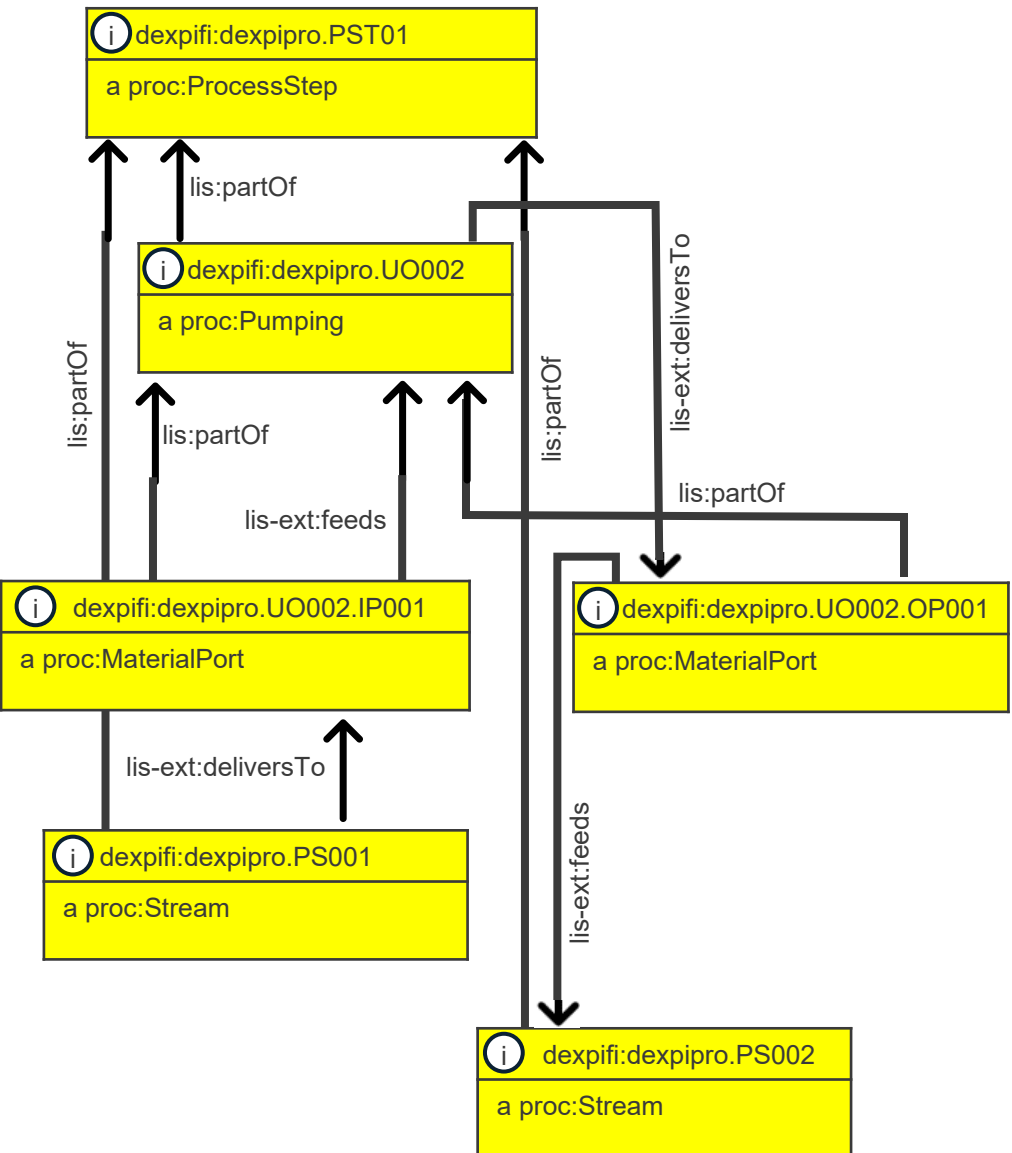 i dexpifi:dexpipro.PST01
a proc:ProcessStep
lis:partOf
i dexpifi:dexpipro.UO002
a proc:Pumping
lis-ext:deliversTo
lis:partOf
lis:partOf
lis:partOf
lis:partOf
lis-ext:feeds
i dexpifi:dexpipro.UO002.IP001
a proc:MaterialPort
i dexpifi:dexpipro.UO002.OP001
a proc:MaterialPort
lis-ext:deliversTo
i dexpifi:dexpipro.PS001
a proc:Stream
lis-ext:feeds
i dexpifi:dexpipro.PS002
a proc:Stream